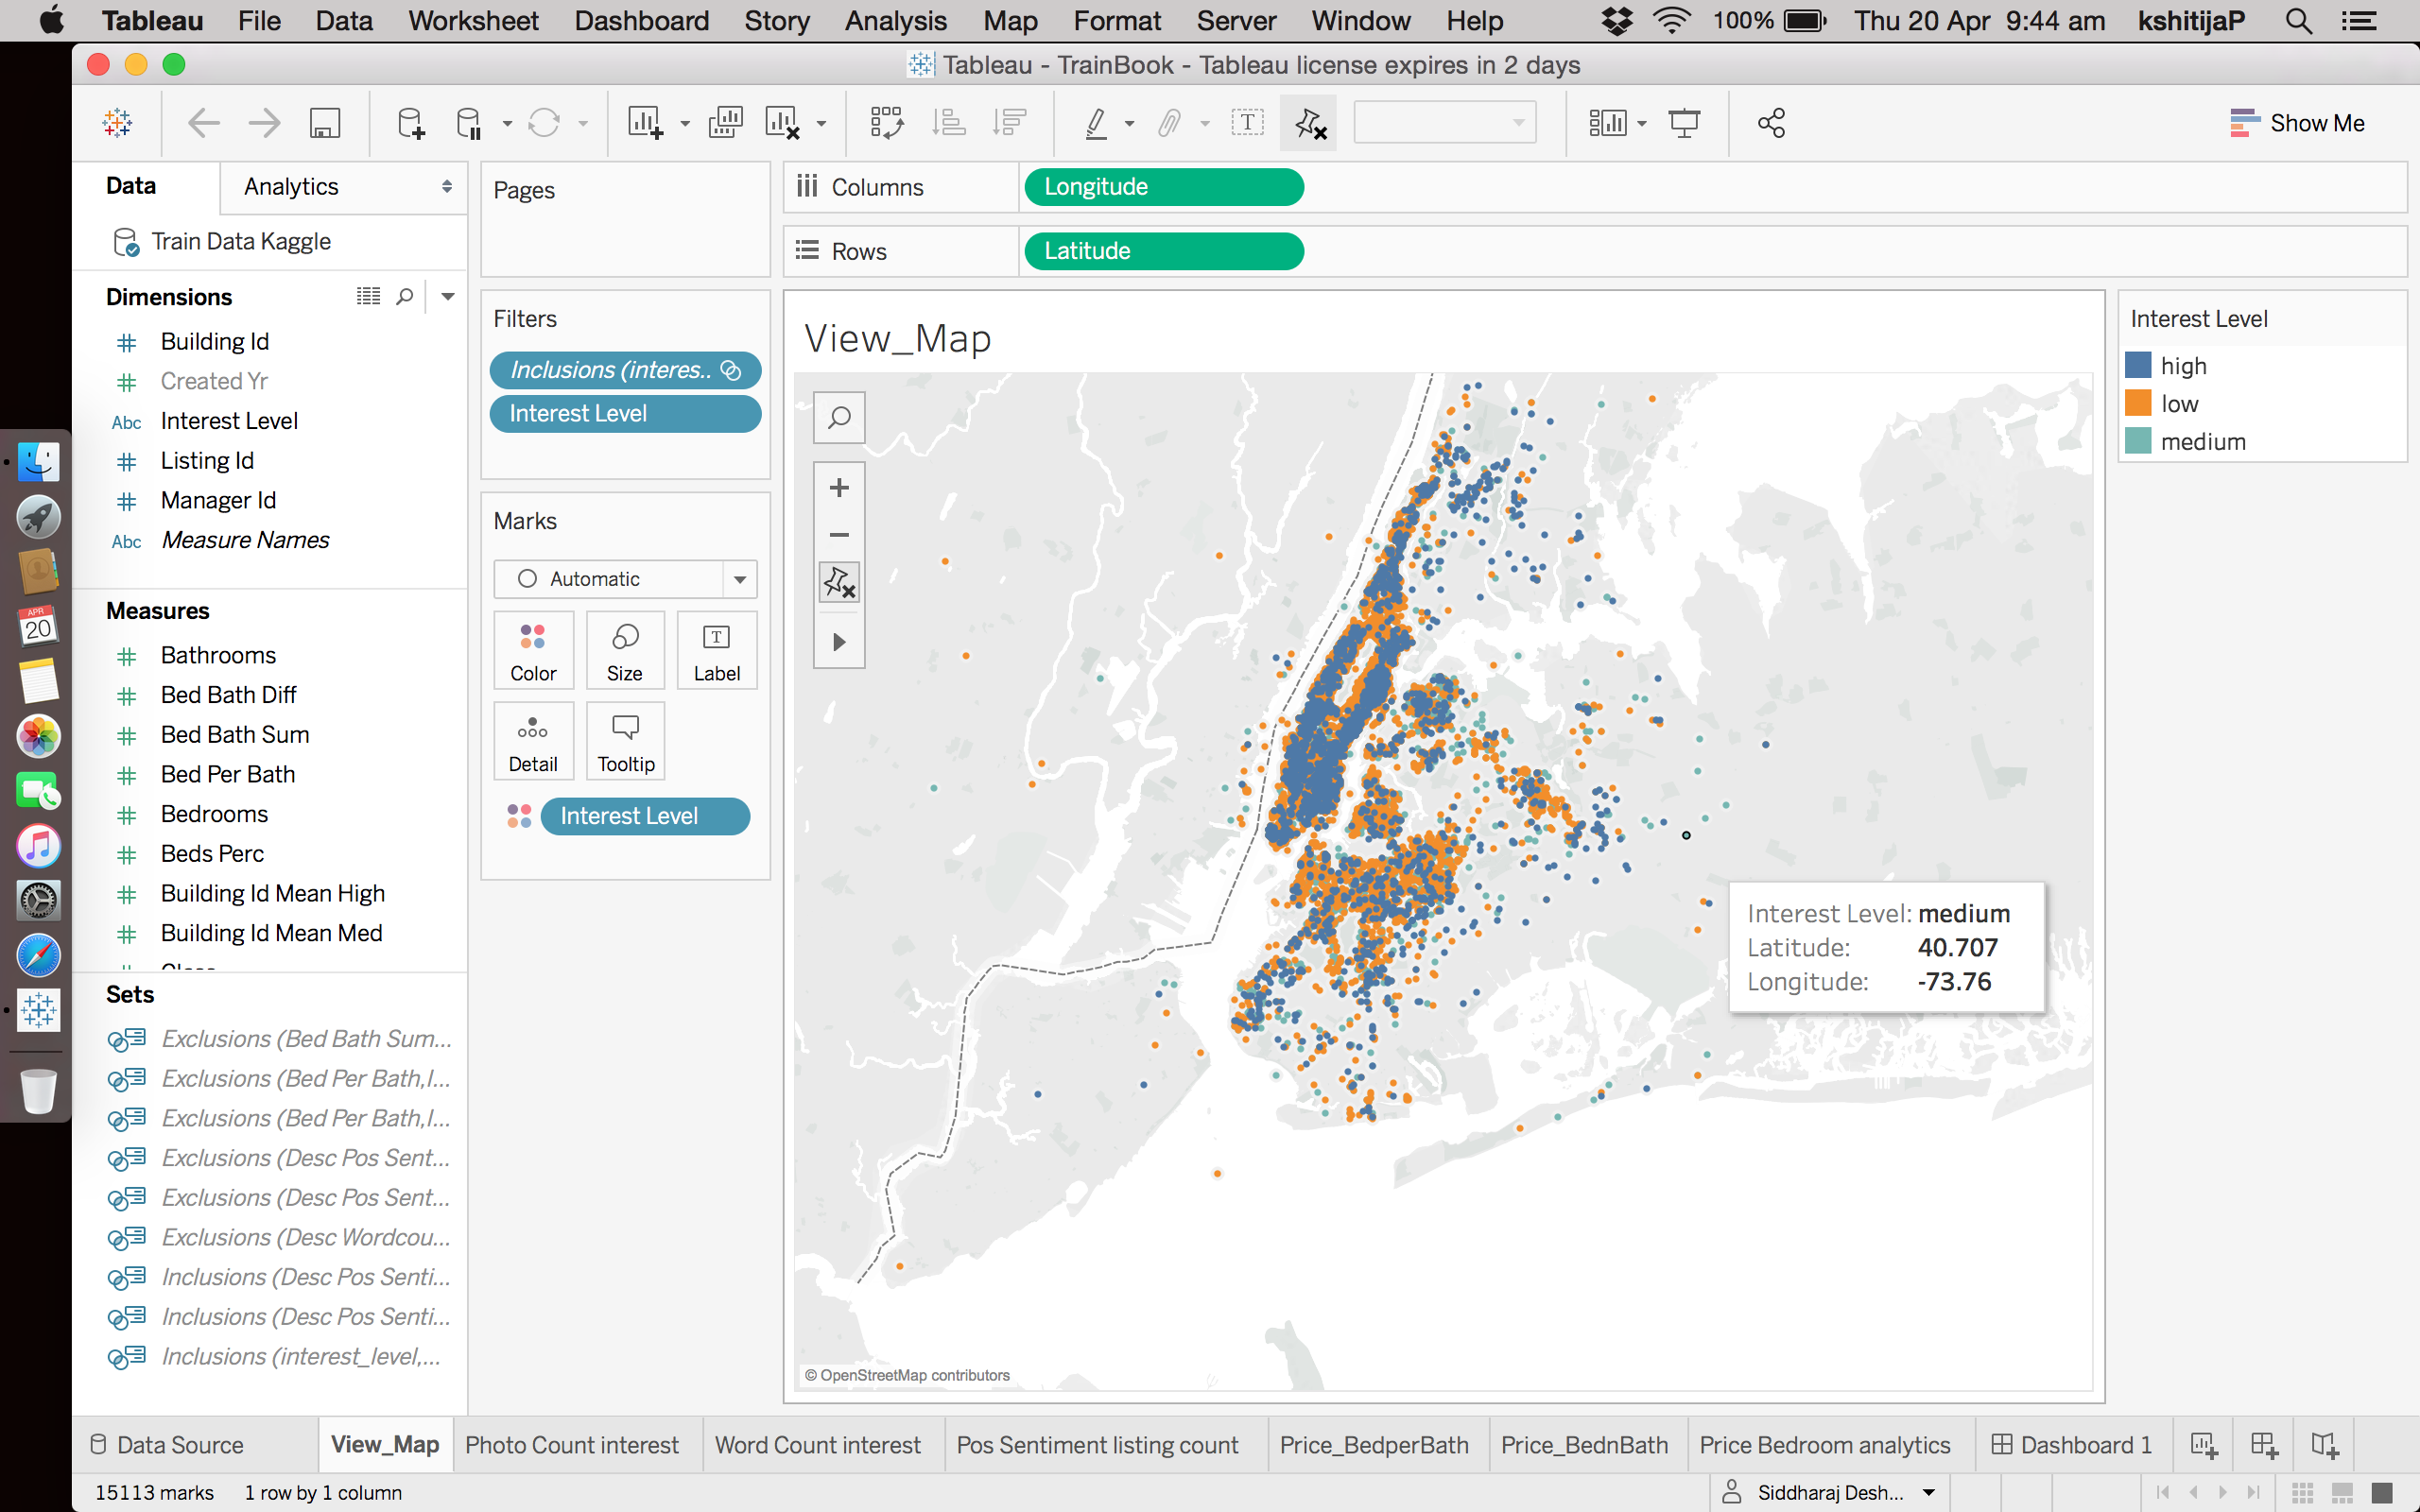 Tableau File Data Worksheet Dashboard Story Analysis Map Format Server Window Help 100% Thu 20 Apr 9:44 am kshitijaP
Tableau - TrainBook - Tableau license expires in 2 days
Show Me
Data Analytics
Train Data Kaggle
Dimensions
Building Id
Created Yr
Abc Interest Level
Listing Id
Manager Id
Abc Measure Names
Measures
Bathrooms
Bed Bath Diff
Bed Bath Sum
Bed Per Bath
Bedrooms
Beds Perc
Building Id Mean High
Building Id Mean Med
Sets
Exclusions (Bed Bath Sum...
Exclusions (Bed Per Bath,I...
Exclusions (Bed Per Bath,I...
Exclusions (Desc Pos Sent...
Exclusions (Desc Pos Sent...
Exclusions (Desc Wordcou...
Inclusions (Desc Pos Senti...
Inclusions (Desc Pos Senti...
Inclusions (interest_level,...
Pages
Filters
Inclusions (interes..
Interest Level
Marks
Automatic
Color Size Label
Detail Tooltip
Interest Level
Columns Longitude
Rows Latitude
View_Map
Interest Level: medium
Latitude: 40.707
Longitude: -73.76
© OpenStreetMap contributors
Interest Level
high
low
medium
APR
20
Data Source View_Map Photo Count interest Word Count interest Pos Sentiment listing count Price_BedperBath Price_BednBath Price Bedroom analytics Dashboard 1
15113 marks 1 row by 1 column Siddharaj Desh...